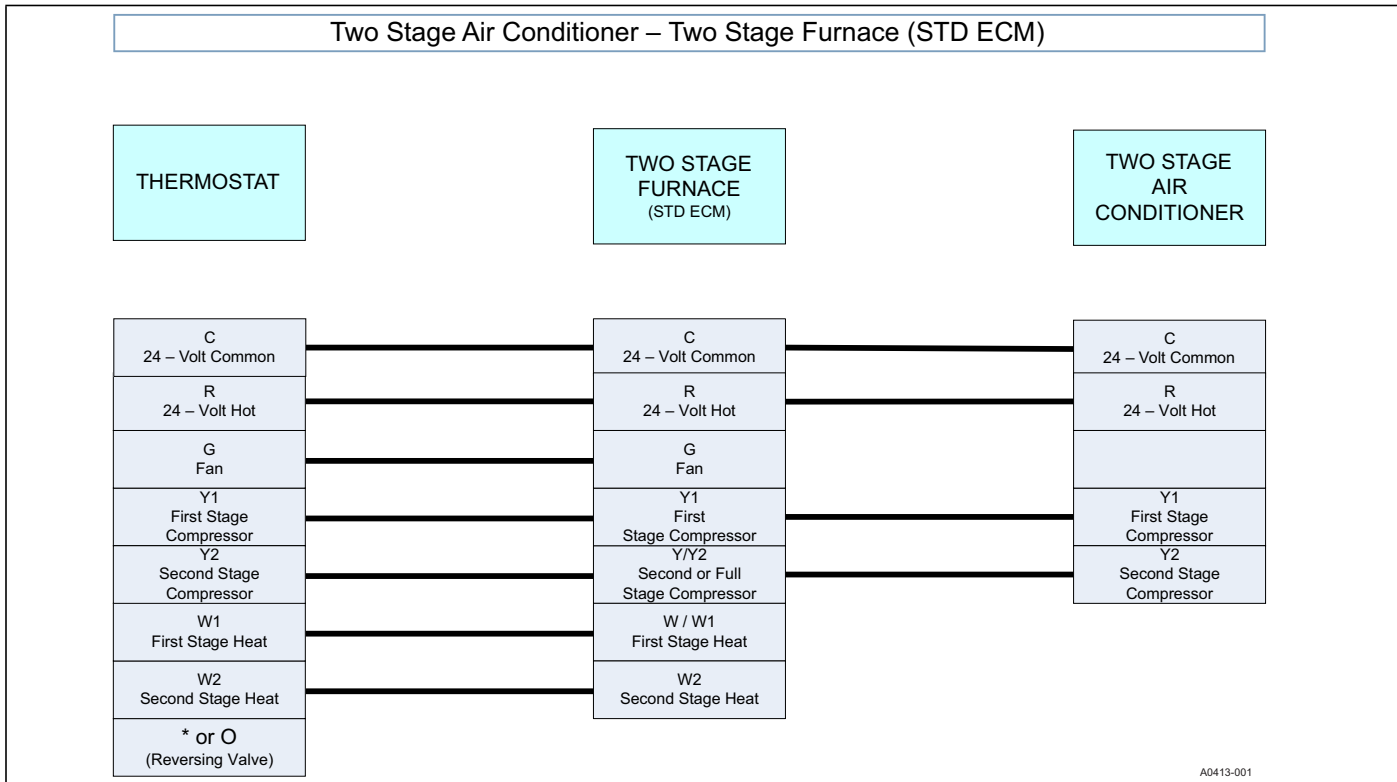 Two Stage Air Conditioner – Two Stage Furnace (STD ECM)
THERMOSTAT
TWO STAGE
FURNACE
(STD ECM)
TWO STAGE
AIR
CONDITIONER
C
24 – Volt Common
C
24 – Volt Common
C
24 – Volt Common
R
24 – Volt Hot
R
24 – Volt Hot
R
24 – Volt Hot
G
Fan
G
Fan
Y1
First Stage
Compressor
Y1
First
Stage Compressor
Y1
First Stage
Compressor
Y2
Second Stage
Compressor
Y/Y2
Second or Full
Stage Compressor
Y2
Second Stage
Compressor
W1
First Stage Heat
W / W1
First Stage Heat
W2
Second Stage Heat
W2
Second Stage Heat
* or O
(Reversing Valve)
A0413-001